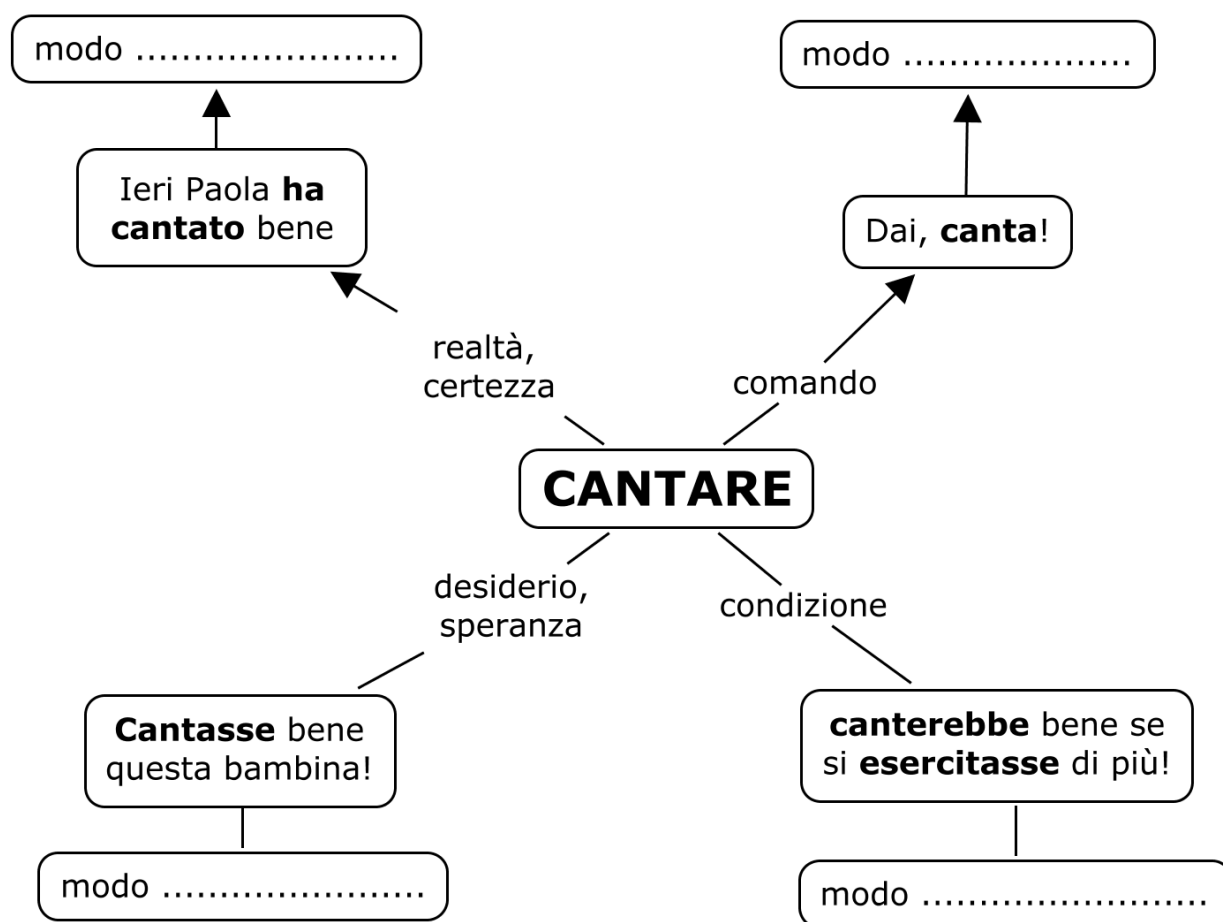 modo .......................
modo ....................
Ieri Paola ha
cantato bene
Dai, canta!
realtà,
certezza
comando
CANTARE
desiderio,
speranza
condizione
Cantasse bene
questa bambina!
canterebbe bene se
si esercitasse di più!
modo .......................
modo .........................